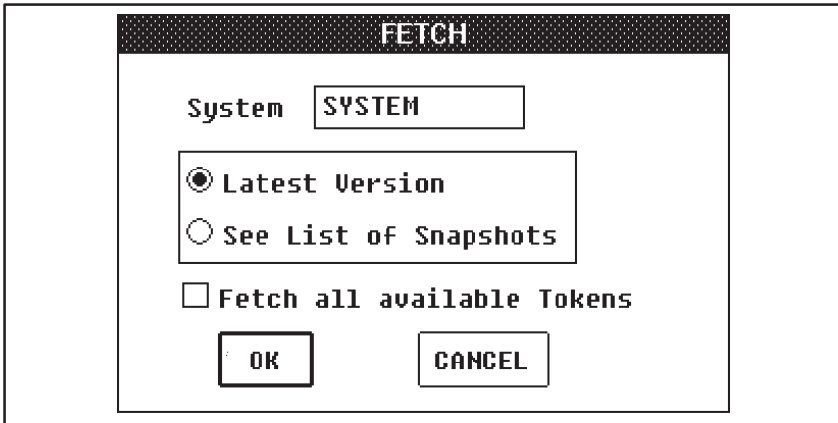 FETCH
System SYSTEM
Latest Version
See List of Snapshots
Fetch all available Tokens
OK CANCEL